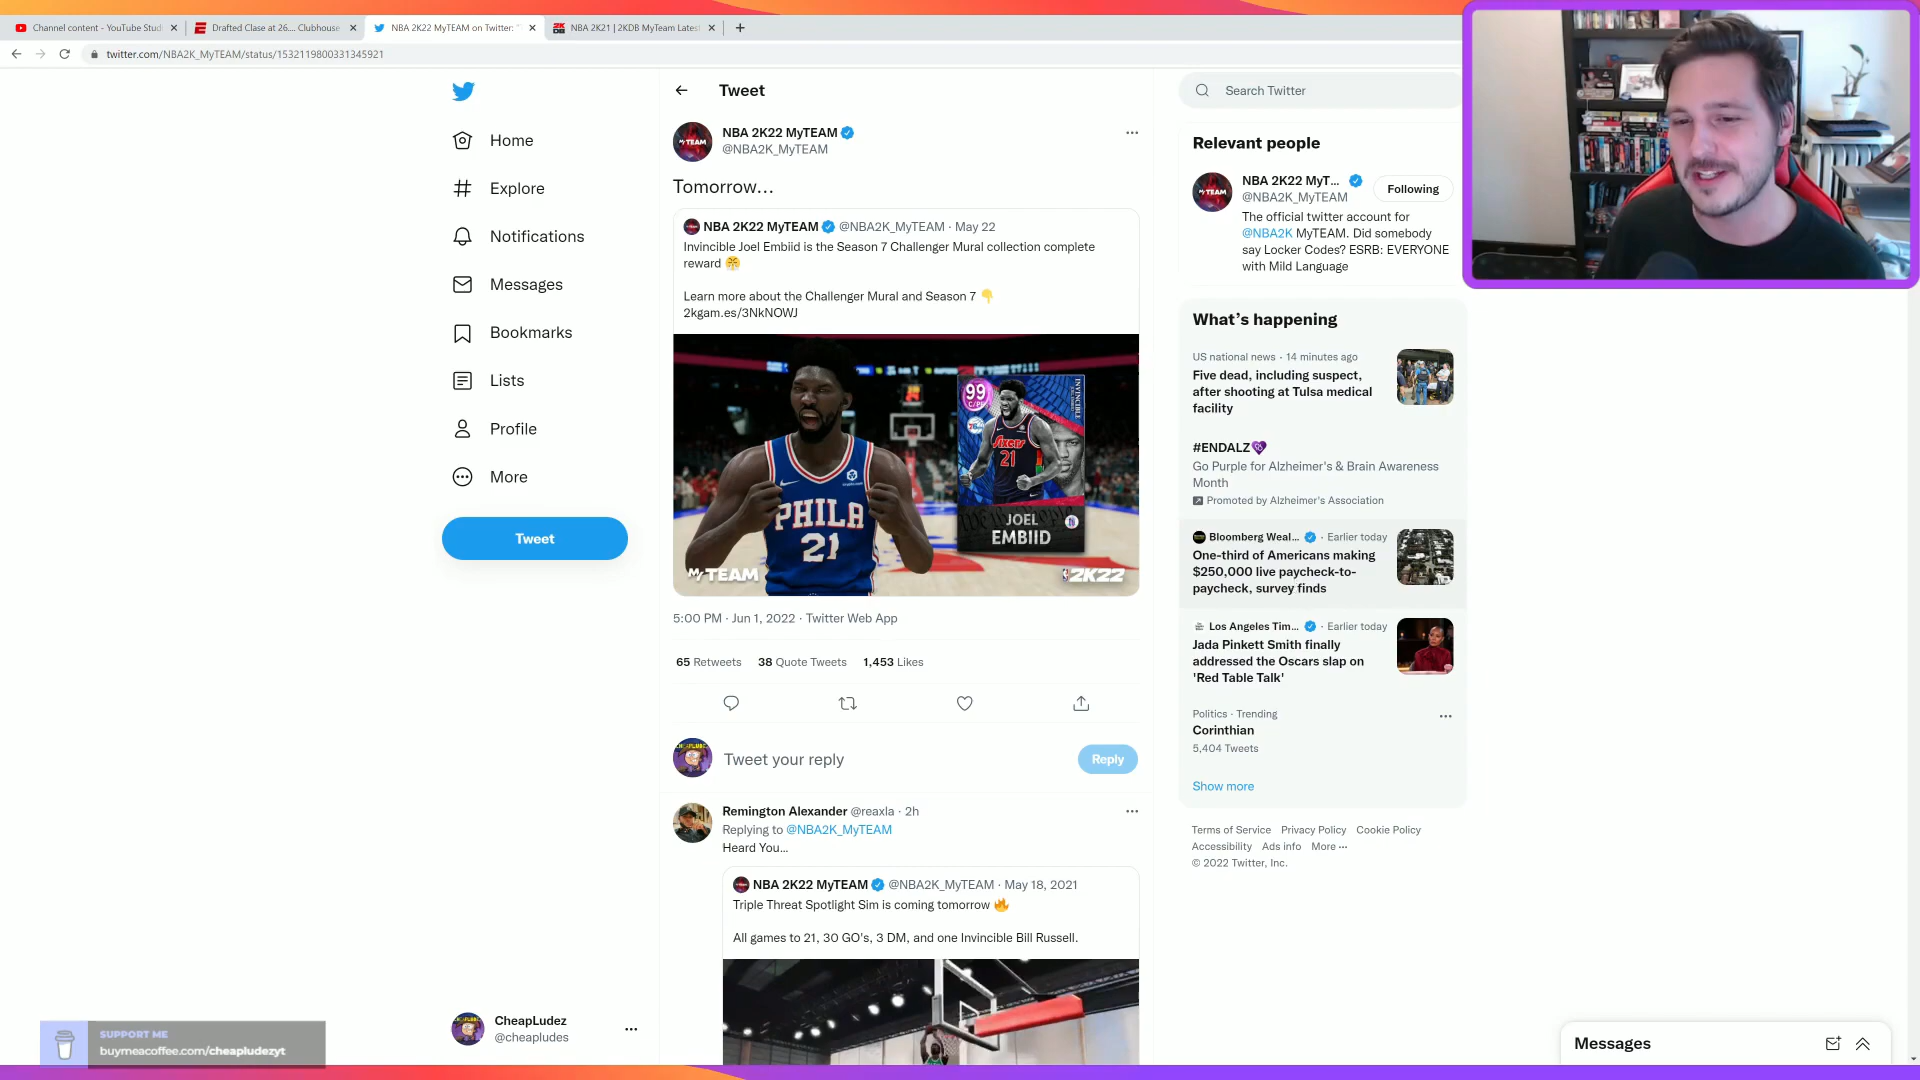 Channel content - YouTube Stud
Drafted Clase at 26.... Clubhouse
NBA 2K22 MyTEAM on Twitter: "
NBA 2K21 | 2KDB MyTeam Latest
twitter.com/NBA2K_MyTEAM/status/1532119800331345921
Home
Explore
Notifications
Messages
Bookmarks
Lists
Profile
More
Tweet
CheapLudez
@cheapludes
SUPPORT ME
buymeacoffee.com/cheapludezyt
Tweet
NBA 2K22 MyTEAM
@NBA2K_MyTEAM
Tomorrow...
NBA 2K22 MyTEAM @NBA2K_MyTEAM · May 22
Invincible Joel Embiid is the Season 7 Challenger Mural collection complete
reward 😤
Learn more about the Challenger Mural and Season 7 👇
2kgam.es/3NkNOWJ
99
C/PF
INVINCIBLE
SIXERS
21
PHILA
21
JOEL
EMBIID
MyTEAM
2K22
5:00 PM · Jun 1, 2022 · Twitter Web App
65 Retweets 38 Quote Tweets 1,453 Likes
Tweet your reply
Reply
Remington Alexander @reaxla · 2h
Replying to @NBA2K_MyTEAM
Heard You...
NBA 2K22 MyTEAM @NBA2K_MyTEAM · May 18, 2021
Triple Threat Spotlight Sim is coming tomorrow 🔥
All games to 21, 30 GO's, 3 DM, and one Invincible Bill Russell.
Search Twitter
Relevant people
NBA 2K22 MyT...
@NBA2K_MyTEAM
Following
The official twitter account for
@NBA2K MyTEAM. Did somebody
say Locker Codes? ESRB: EVERYONE
with Mild Language
What's happening
US national news · 14 minutes ago
Five dead, including suspect,
after shooting at Tulsa medical
facility
#ENDALZ💜
Go Purple for Alzheimer's & Brain Awareness
Month
Promoted by Alzheimer's Association
Bloomberg Weal... · Earlier today
One-third of Americans making
$250,000 live paycheck-to-
paycheck, survey finds
Los Angeles Tim... · Earlier today
Jada Pinkett Smith finally
addressed the Oscars slap on
'Red Table Talk'
Politics · Trending
Corinthian
5,404 Tweets
Show more
Terms of Service Privacy Policy Cookie Policy
Accessibility Ads info More ···
© 2022 Twitter, Inc.
Messages